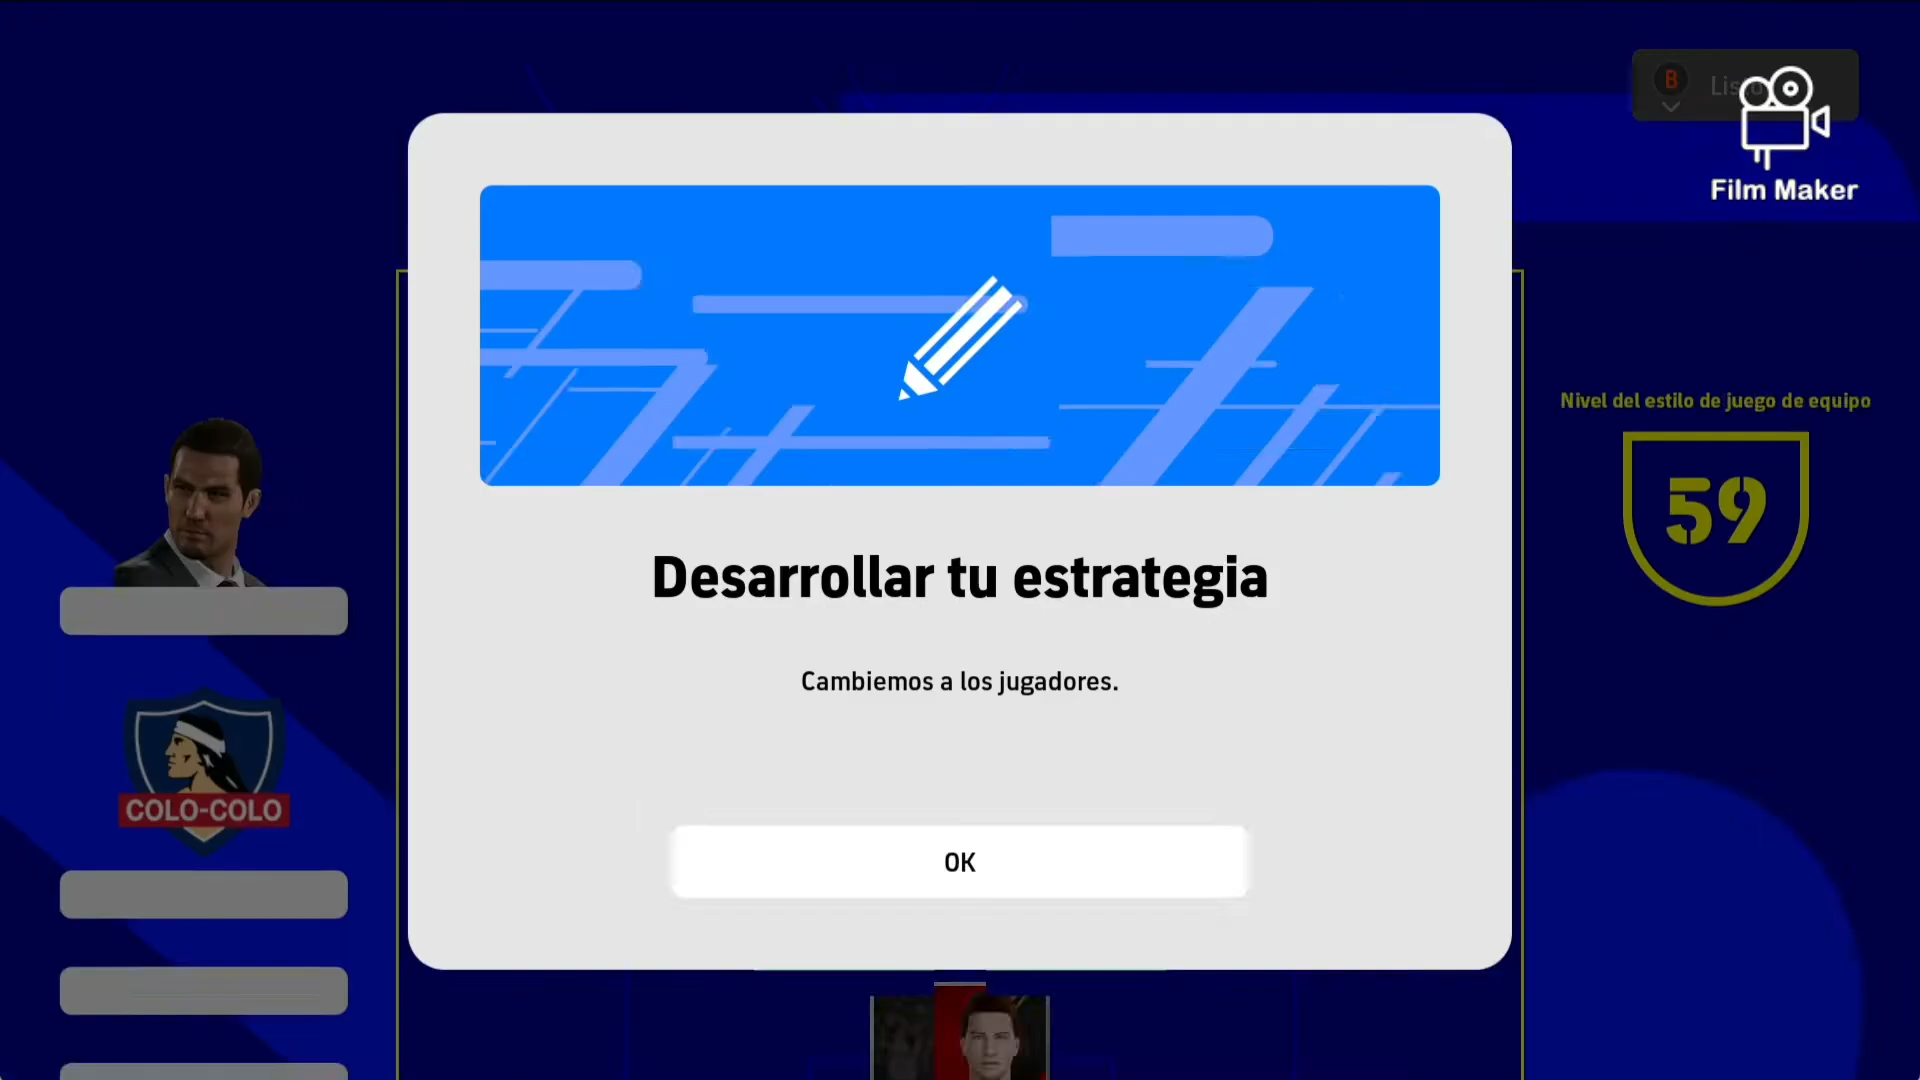 B
Listo
Film Maker
Nivel del estilo de juego de equipo
59
Desarrollar tu estrategia
Cambiemos a los jugadores.
COLO-COLO
OK